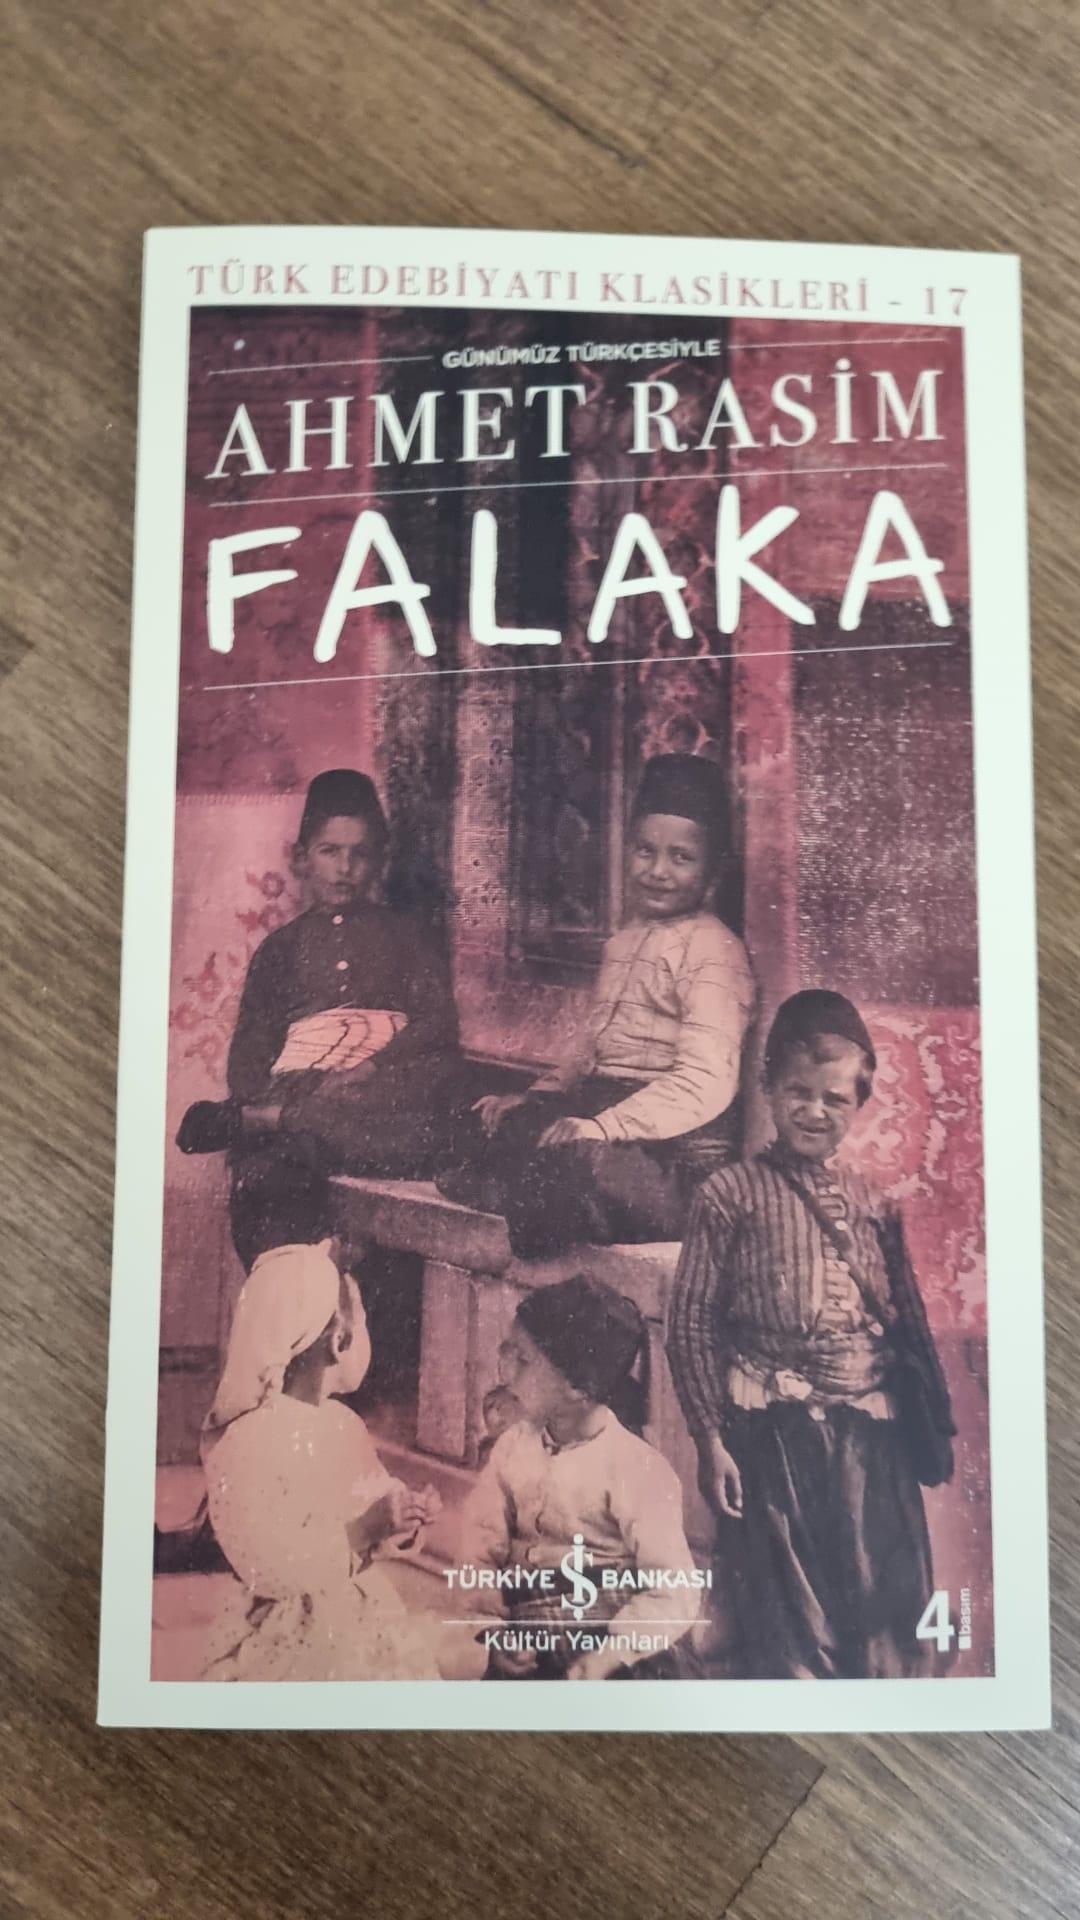 TÜRK EDEBİYATI KLASİKLERİ - 17
GÜNÜMÜZ TÜRKÇESİYLE
AHMET RASİM
FALAKA
TÜRKİYE İŞ BANKASI
Kültür Yayınları
4. basım